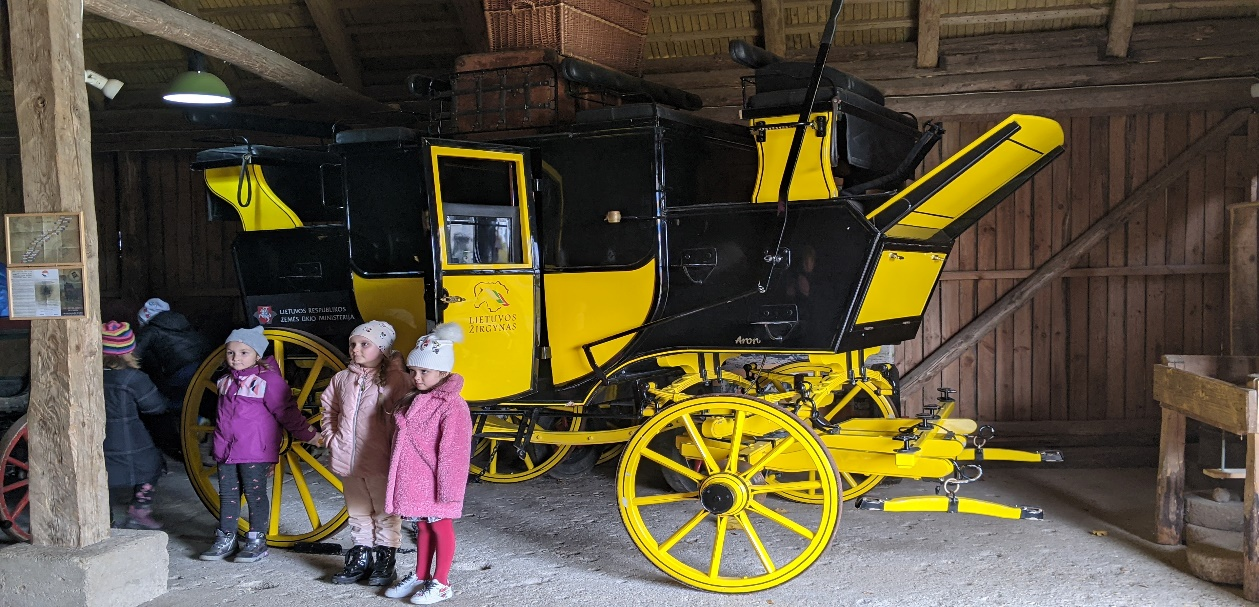 LIETUVOS RESPUBLIKOS
ŽEMĖS ŪKIO MINISTERIJA
LIETUVOS
ŽIRGYNAS
Aron